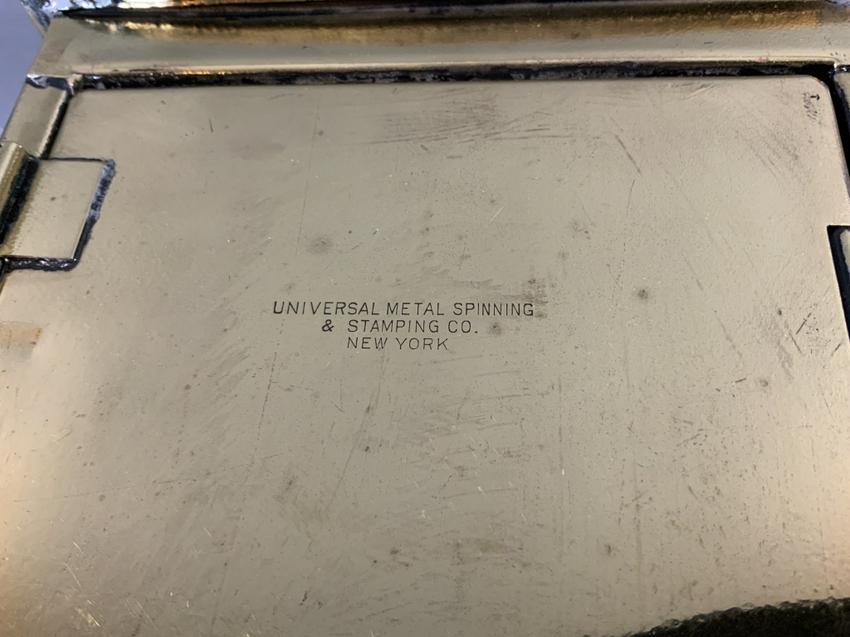 UNIVERSAL METAL SPINNING
& STAMPING CO.
NEW YORK